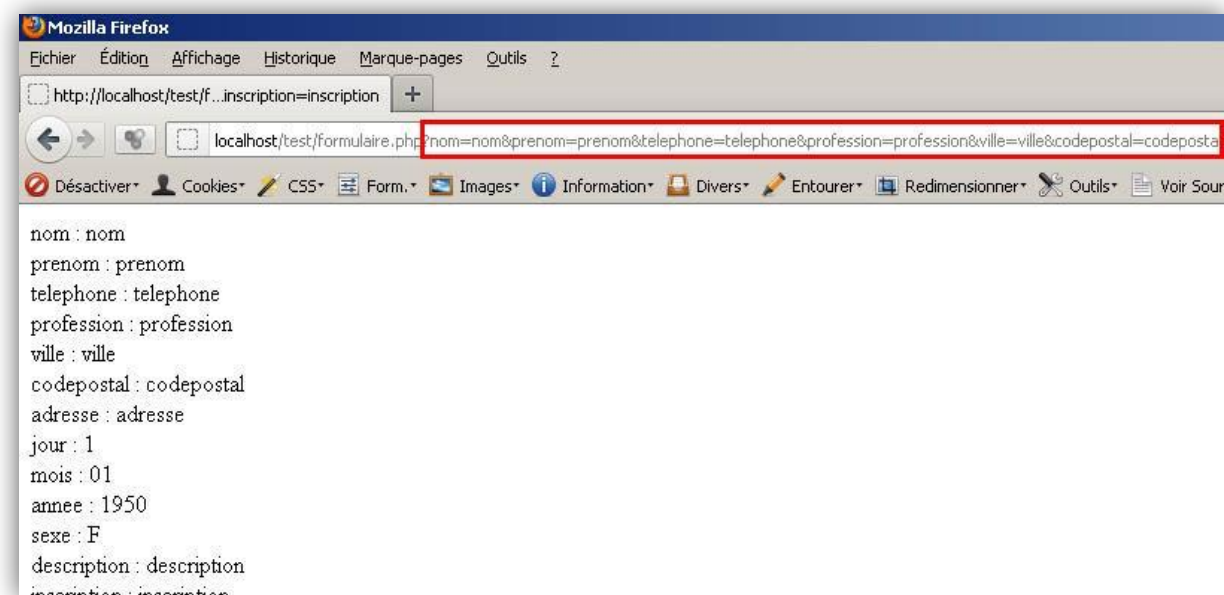 Mozilla Firefox
Fichier Édition Affichage Historique Marque-pages Outils ?
http://localhost/test/f...inscription=inscription +
localhost/test/formulaire.php?nom=nom&prenom=prenom&telephone=telephone&profession=profession&ville=ville&codepostal=codeposta
Désactiver Cookies CSS Form. Images Information Divers Entourer Redimensionner Outils Voir Sour
nom : nom
prenom : prenom
telephone : telephone
profession : profession
ville : ville
codepostal : codepostal
adresse : adresse
jour : 1
mois : 01
annee : 1950
sexe : F
description : description
inscription : inscription